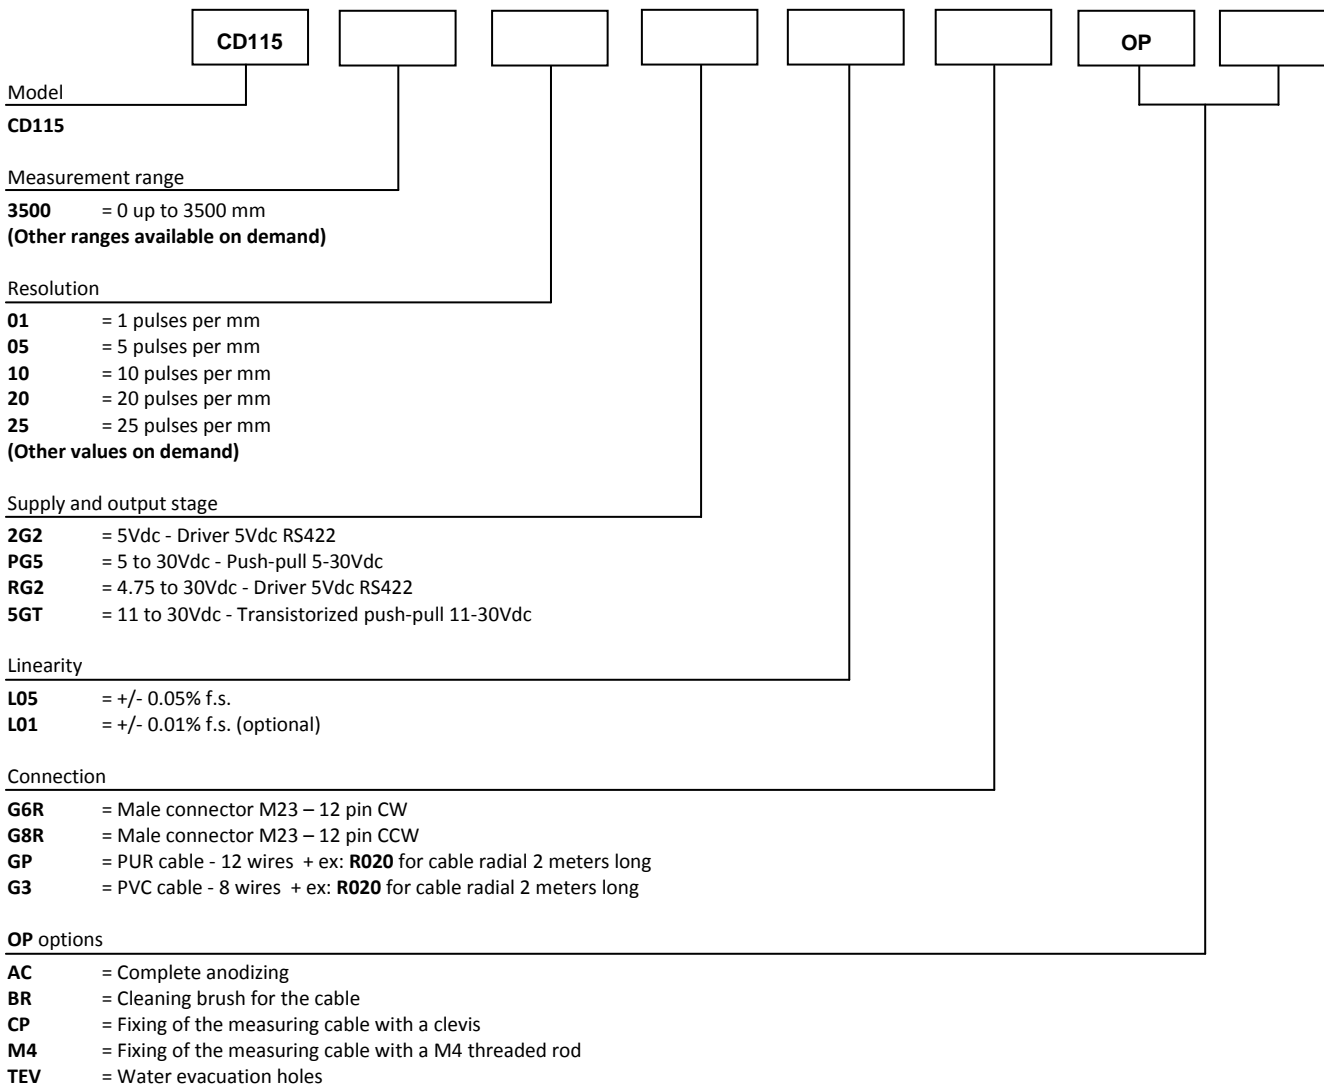 CD115 OP
Model
CD115
Measurement range
3500 = 0 up to 3500 mm
(Other ranges available on demand)
Resolution
01 = 1 pulses per mm
05 = 5 pulses per mm
10 = 10 pulses per mm
20 = 20 pulses per mm
25 = 25 pulses per mm
(Other values on demand)
Supply and output stage
2G2 = 5Vdc - Driver 5Vdc RS422
PG5 = 5 to 30Vdc - Push-pull 5-30Vdc
RG2 = 4.75 to 30Vdc - Driver 5Vdc RS422
5GT = 11 to 30Vdc - Transistorized push-pull 11-30Vdc
Linearity
L05 = +/- 0.05% f.s.
L01 = +/- 0.01% f.s. (optional)
Connection
G6R = Male connector M23 – 12 pin CW
G8R = Male connector M23 – 12 pin CCW
GP = PUR cable - 12 wires + ex: R020 for cable radial 2 meters long
G3 = PVC cable - 8 wires + ex: R020 for cable radial 2 meters long
OP options
AC = Complete anodizing
BR = Cleaning brush for the cable
CP = Fixing of the measuring cable with a clevis
M4 = Fixing of the measuring cable with a M4 threaded rod
TEV = Water evacuation holes